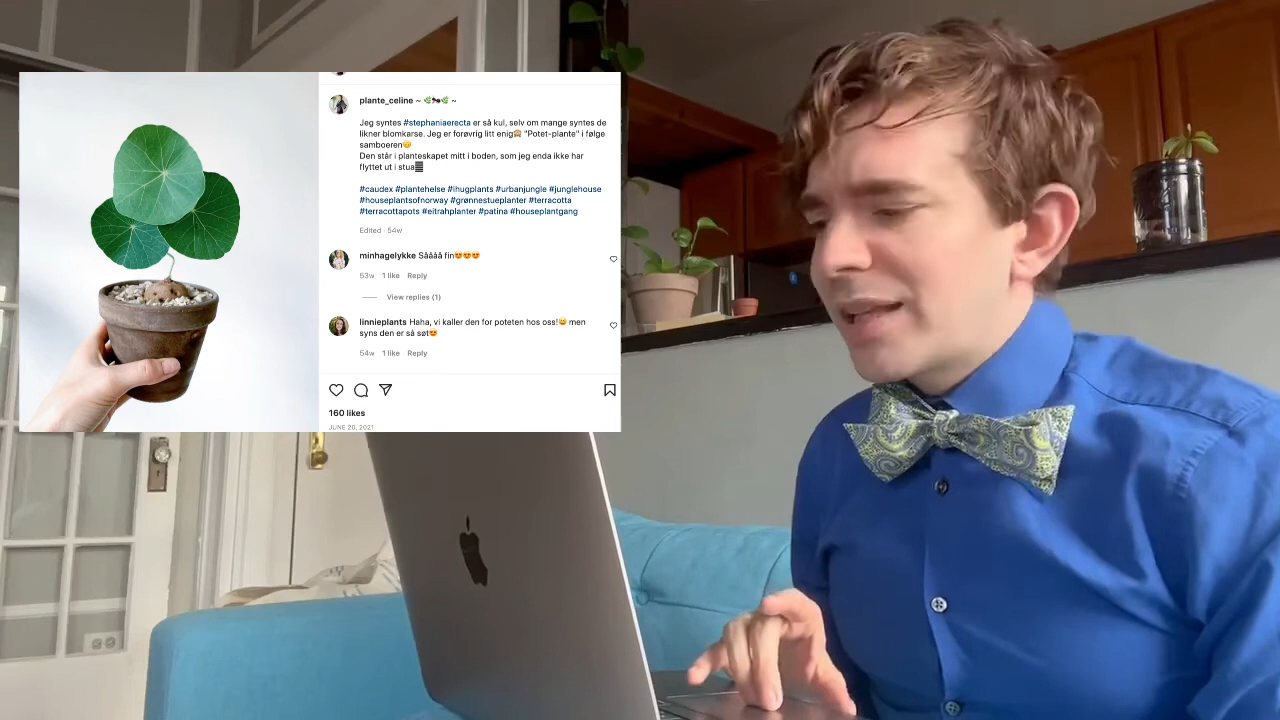 plante_celine ~ 🌿🐜🌿 ~
Jeg syntes #stephaniaerecta er så kul, selv om mange syntes de
likner blomkarse. Jeg er forøvrig litt enig🙈 "Potet-plante" i følge
samboeren😏
Den står i planteskapet mitt i boden, som jeg enda ikke har
flyttet ut i stua
#caudex #plantehelse #ihugplants #urbanjungle #junglehouse
#houseplantsofnorway #grønnestueplanter #terracotta
#terracottapots #eitrahplanter #patina #houseplantgang
Edited · 54w
minhagelykke Såååå fin😍😍😍
53w 1 like Reply
View replies (1)
linnieplants Haha, vi kaller den for poteten hos oss!😄 men
syns den er så søt😍
54w 1 like Reply
160 likes
JUNE 20, 2021